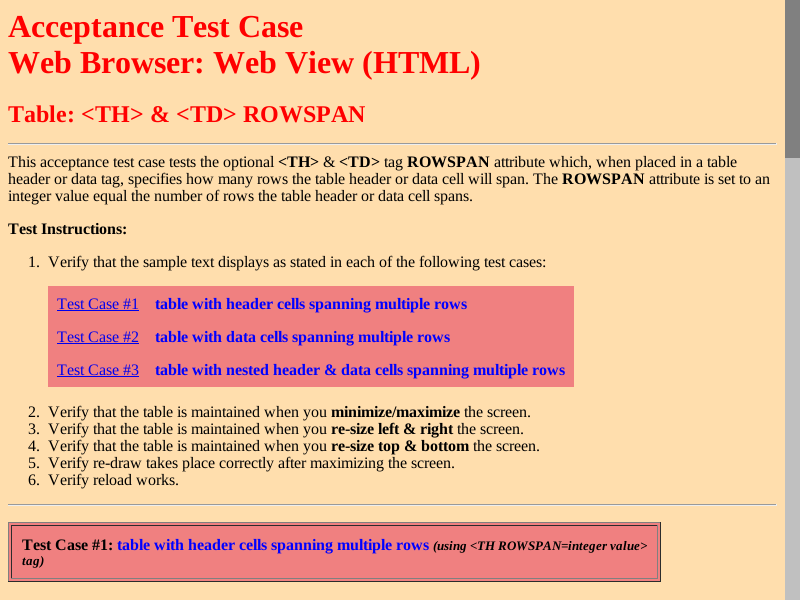 Acceptance Test Case
Web Browser: Web View (HTML)
Table: <TH> & <TD> ROWSPAN
This acceptance test case tests the optional <TH> & <TD> tag ROWSPAN attribute which, when placed in a table
header or data tag, specifies how many rows the table header or data cell will span. The ROWSPAN attribute is set to an
integer value equal the number of rows the table header or data cell spans.
Test Instructions:
1. Verify that the sample text displays as stated in each of the following test cases:
Test Case #1 table with header cells spanning multiple rows
Test Case #2 table with data cells spanning multiple rows
Test Case #3 table with nested header & data cells spanning multiple rows
2. Verify that the table is maintained when you minimize/maximize the screen.
3. Verify that the table is maintained when you re-size left & right the screen.
4. Verify that the table is maintained when you re-size top & bottom the screen.
5. Verify re-draw takes place correctly after maximizing the screen.
6. Verify reload works.
Test Case #1: table with header cells spanning multiple rows (using <TH ROWSPAN=integer value>
tag)